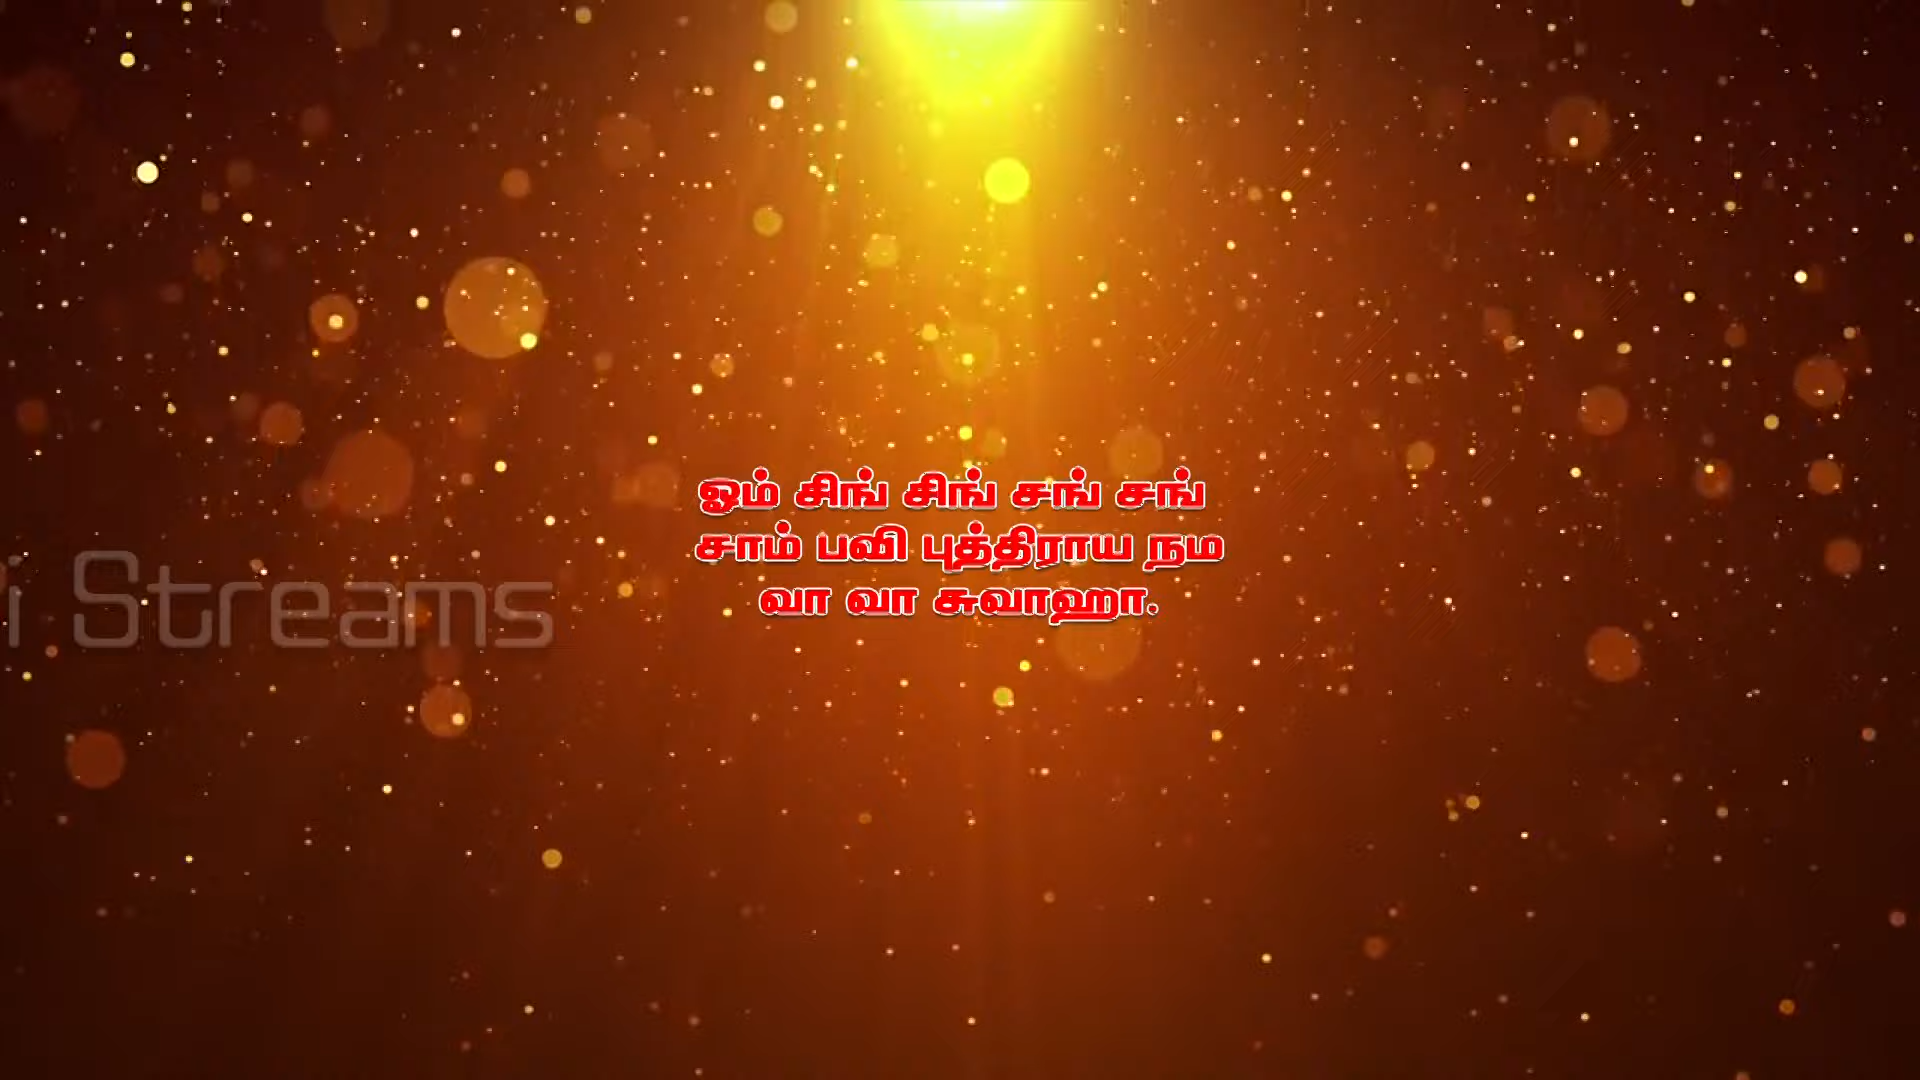 ஓம் சிங் சிங் சங் சங்
சாம் பவி புத்திராய நம
வா வா சுவாஹா.
i Streams